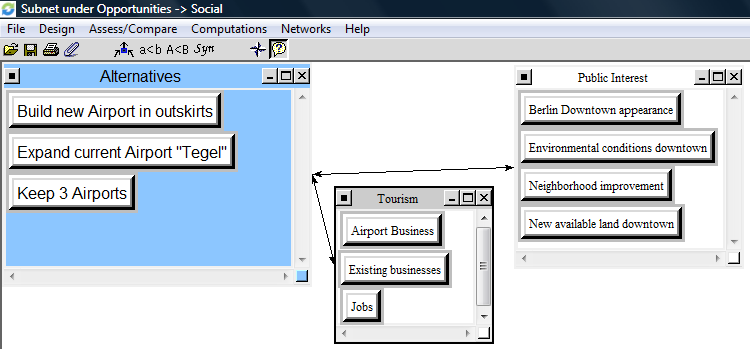 Subnet under Opportunities -> Social
File Design Assess/Compare Computations Networks Help
a<b A<B Syn
Alternatives
Build new Airport in outskirts
Expand current Airport "Tegel"
Keep 3 Airports
Public Interest
Berlin Downtown appearance
Environmental conditions downtown
Neighborhood improvement
New available land downtown
Tourism
Airport Business
Existing businesses
Jobs